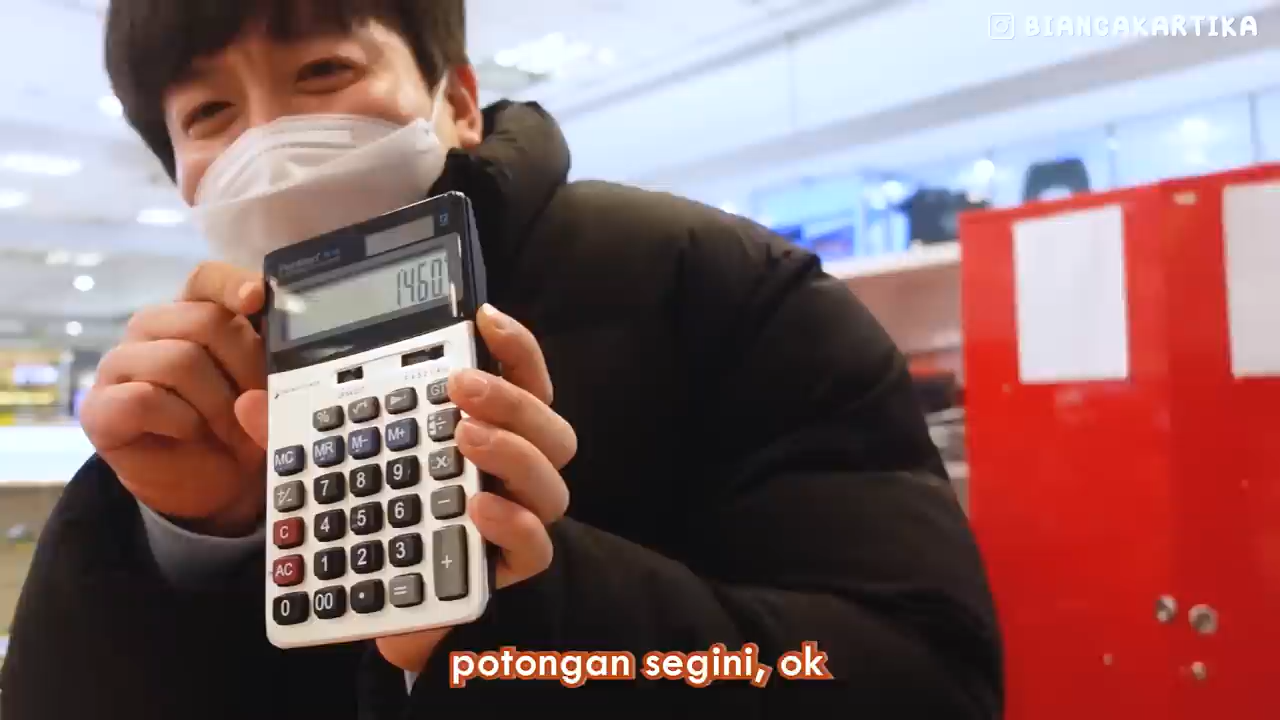 BIANCAKARTIKA
1460
GT
%
÷
MC MR M- M+
×
+/- 7 8 9
−
C 4 5 6
AC 1 2 3 +
0 00 • =
potongan segini, ok